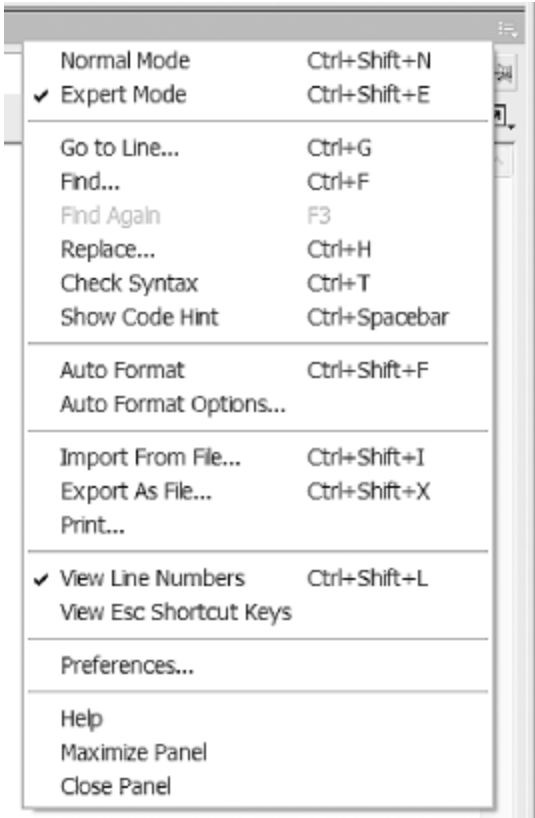 Normal Mode Ctrl+Shift+N
✓ Expert Mode Ctrl+Shift+E
Go to Line... Ctrl+G
Find... Ctrl+F
Find Again F3
Replace... Ctrl+H
Check Syntax Ctrl+T
Show Code Hint Ctrl+Spacebar
Auto Format Ctrl+Shift+F
Auto Format Options...
Import From File... Ctrl+Shift+I
Export As File... Ctrl+Shift+X
Print...
✓ View Line Numbers Ctrl+Shift+L
View Esc Shortcut Keys
Preferences...
Help
Maximize Panel
Close Panel